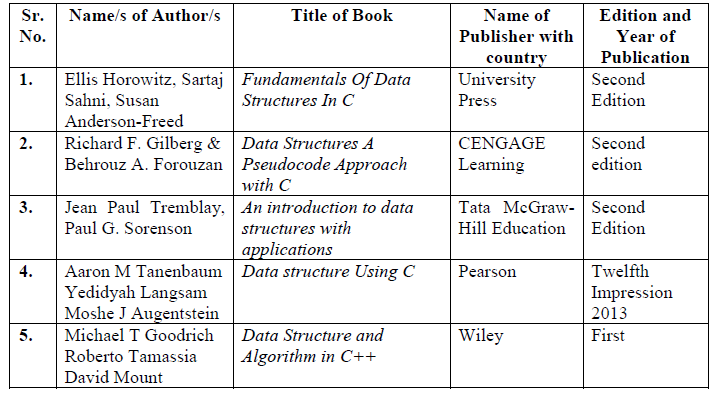 Sr. No. | Name/s of Author/s | Title of Book | Name of Publisher with country | Edition and Year of Publication
1. | Ellis Horowitz, Sartaj Sahni, Susan Anderson-Freed | Fundamentals Of Data Structures In C | University Press | Second Edition
2. | Richard F. Gilberg & Behrouz A. Forouzan | Data Structures A Pseudocode Approach with C | CENGAGE Learning | Second edition
3. | Jean Paul Tremblay, Paul G. Sorenson | An introduction to data structures with applications | Tata McGraw-Hill Education | Second Edition
4. | Aaron M Tanenbaum Yedidyah Langsam Moshe J Augentstein | Data structure Using C | Pearson | Twelfth Impression 2013
5. | Michael T Goodrich Roberto Tamassia David Mount | Data Structure and Algorithm in C++ | Wiley | First